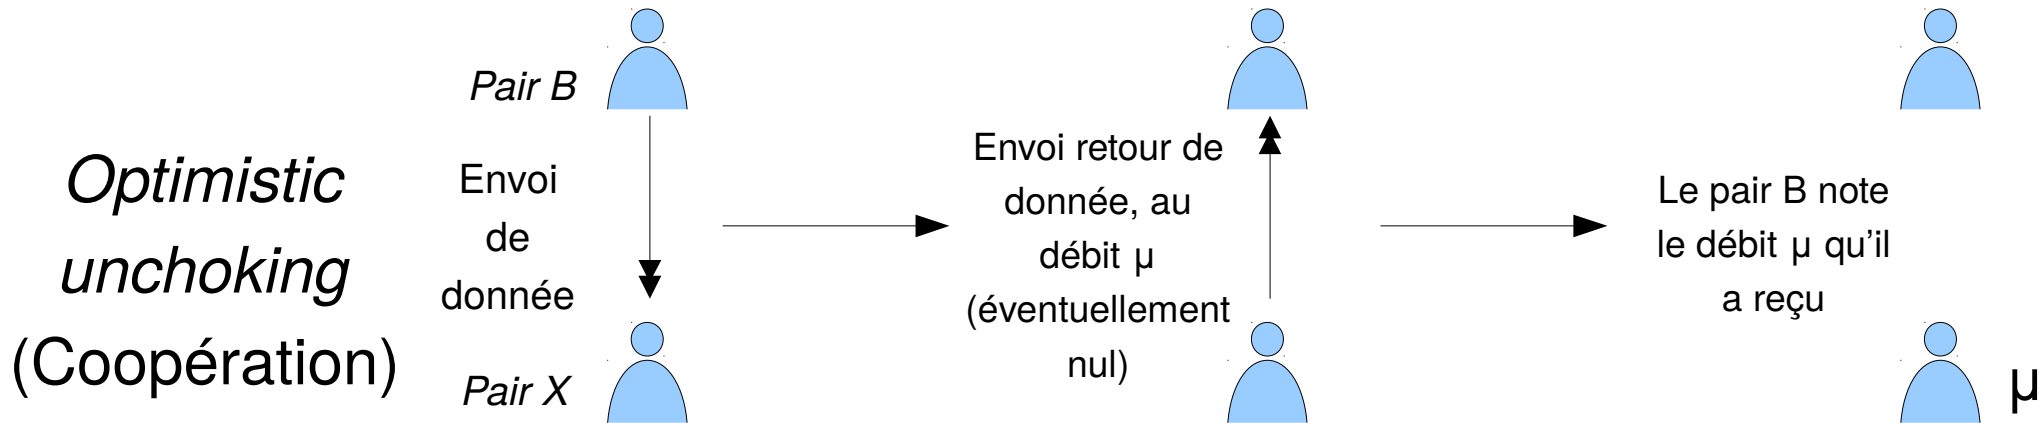 Optimistic
unchoking
(Coopération)
Pair B
Envoi
de
donnée
Pair X
Envoi retour de
donnée, au
débit µ
(éventuellement
nul)
Le pair B note
le débit µ qu'il
a reçu
µ